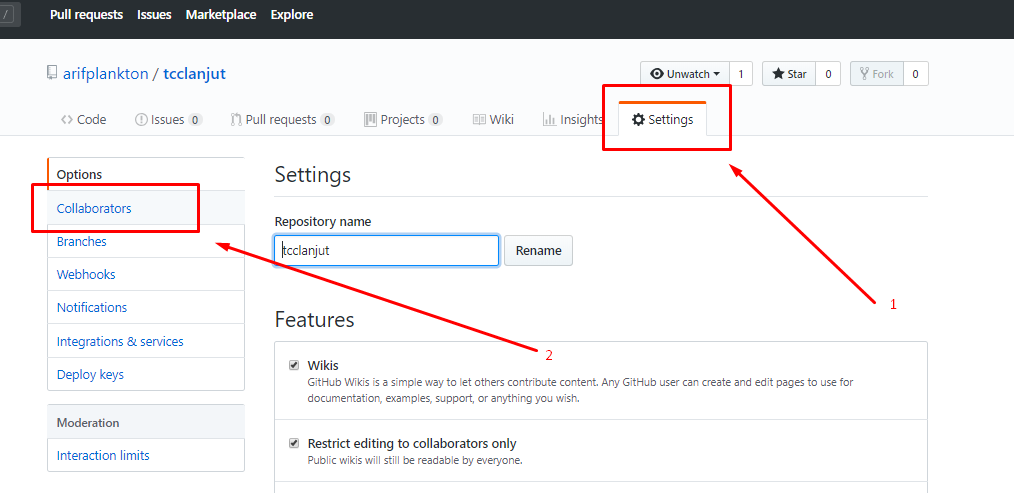 / Pull requests Issues Marketplace Explore
arifplankton / tcclanjut
Unwatch 1 Star 0 Fork 0
Code Issues 0 Pull requests 0 Projects 0 Wiki Insights Settings
Options
Collaborators
Branches
Webhooks
Notifications
Integrations & services
Deploy keys
Moderation
Interaction limits
Settings
Repository name
tcclanjut Rename
Features
Wikis
GitHub Wikis is a simple way to let others contribute content. Any GitHub user can create and edit pages to use for
documentation, examples, support, or anything you wish.
Restrict editing to collaborators only
Public wikis will still be readable by everyone.
1
2